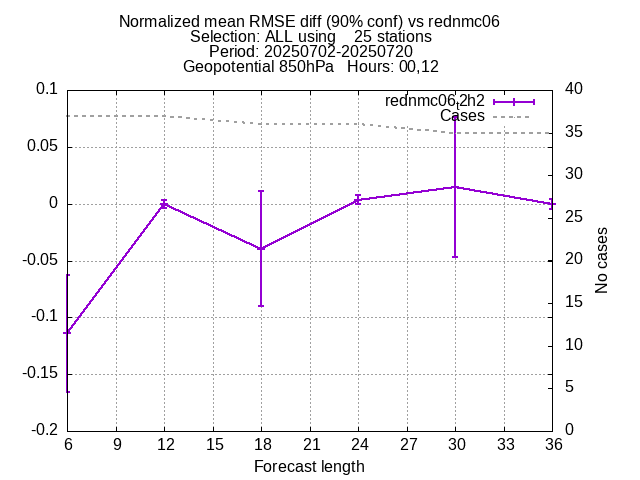 Normalized mean RMSE diff (90% conf) vs rednmc06
Selection: ALL using    25 stations
Period: 20250702-20250720
Geopotential 850hPa   Hours: 00,12
rednmc06_t2h2
Cases
0.1
0.05
0
-0.05
-0.1
-0.15
-0.2
40
35
30
25
20
15
10
5
0
No cases
6 9 12 15 18 21 24 27 30 33 36
Forecast length